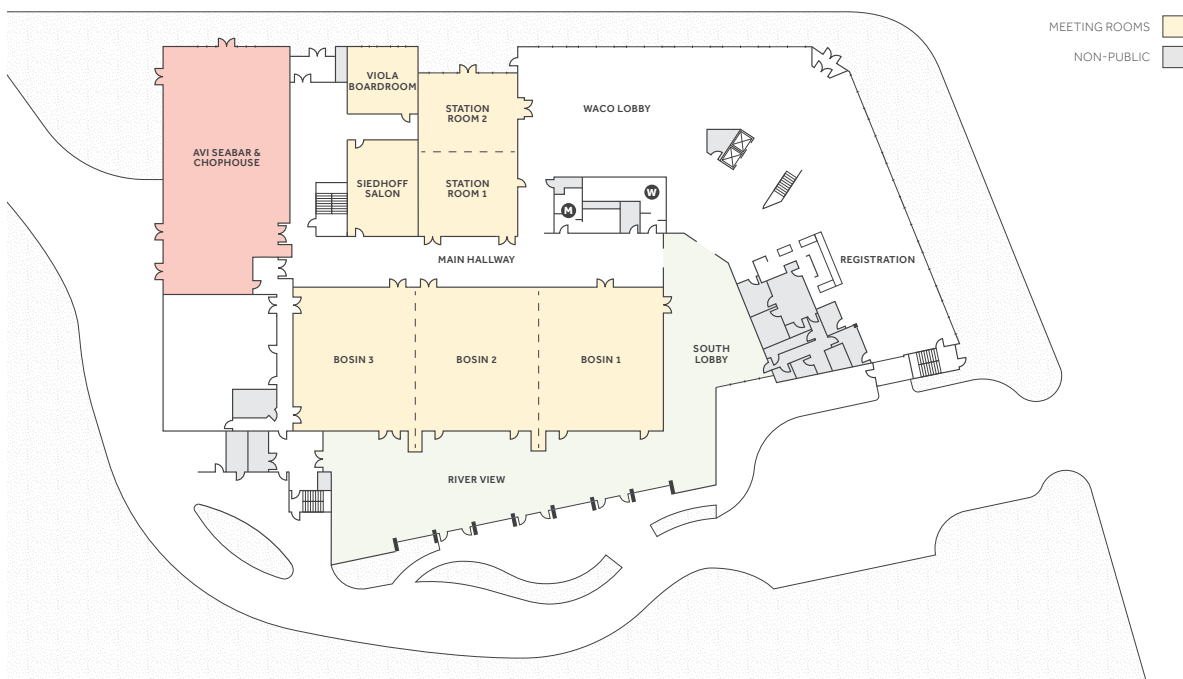 MEETING ROOMS
NON-PUBLIC
VIOLA
BOARDROOM
STATION
ROOM 2
WACO LOBBY
AVI SEABAR &
CHOPHOUSE
SIEDHOFF
SALON
STATION
ROOM 1
M
W
MAIN HALLWAY
REGISTRATION
BOSIN 3
BOSIN 2
BOSIN 1
SOUTH
LOBBY
RIVER VIEW